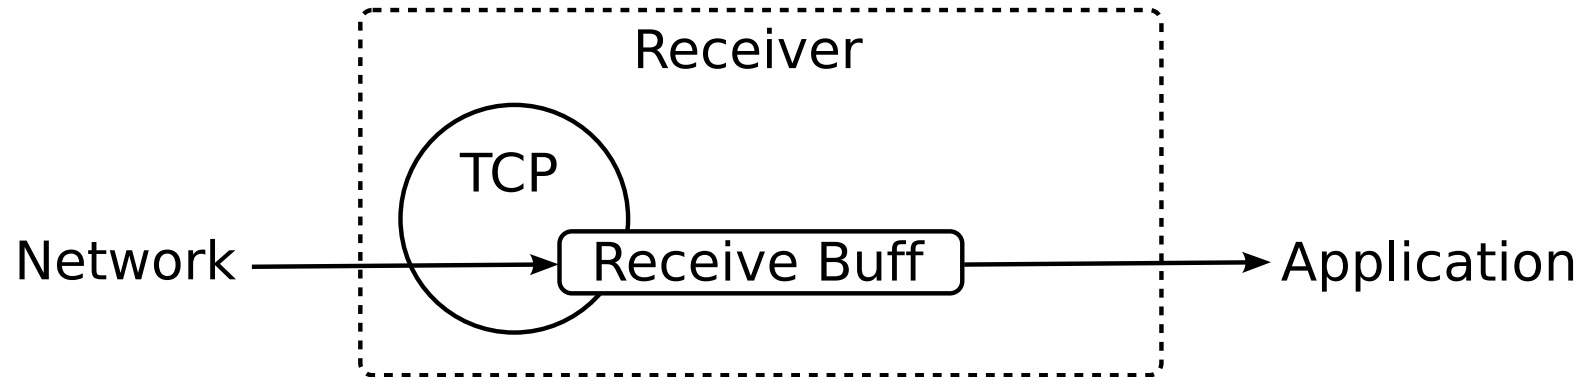 Receiver
TCP
Network
Receive Buff
Application